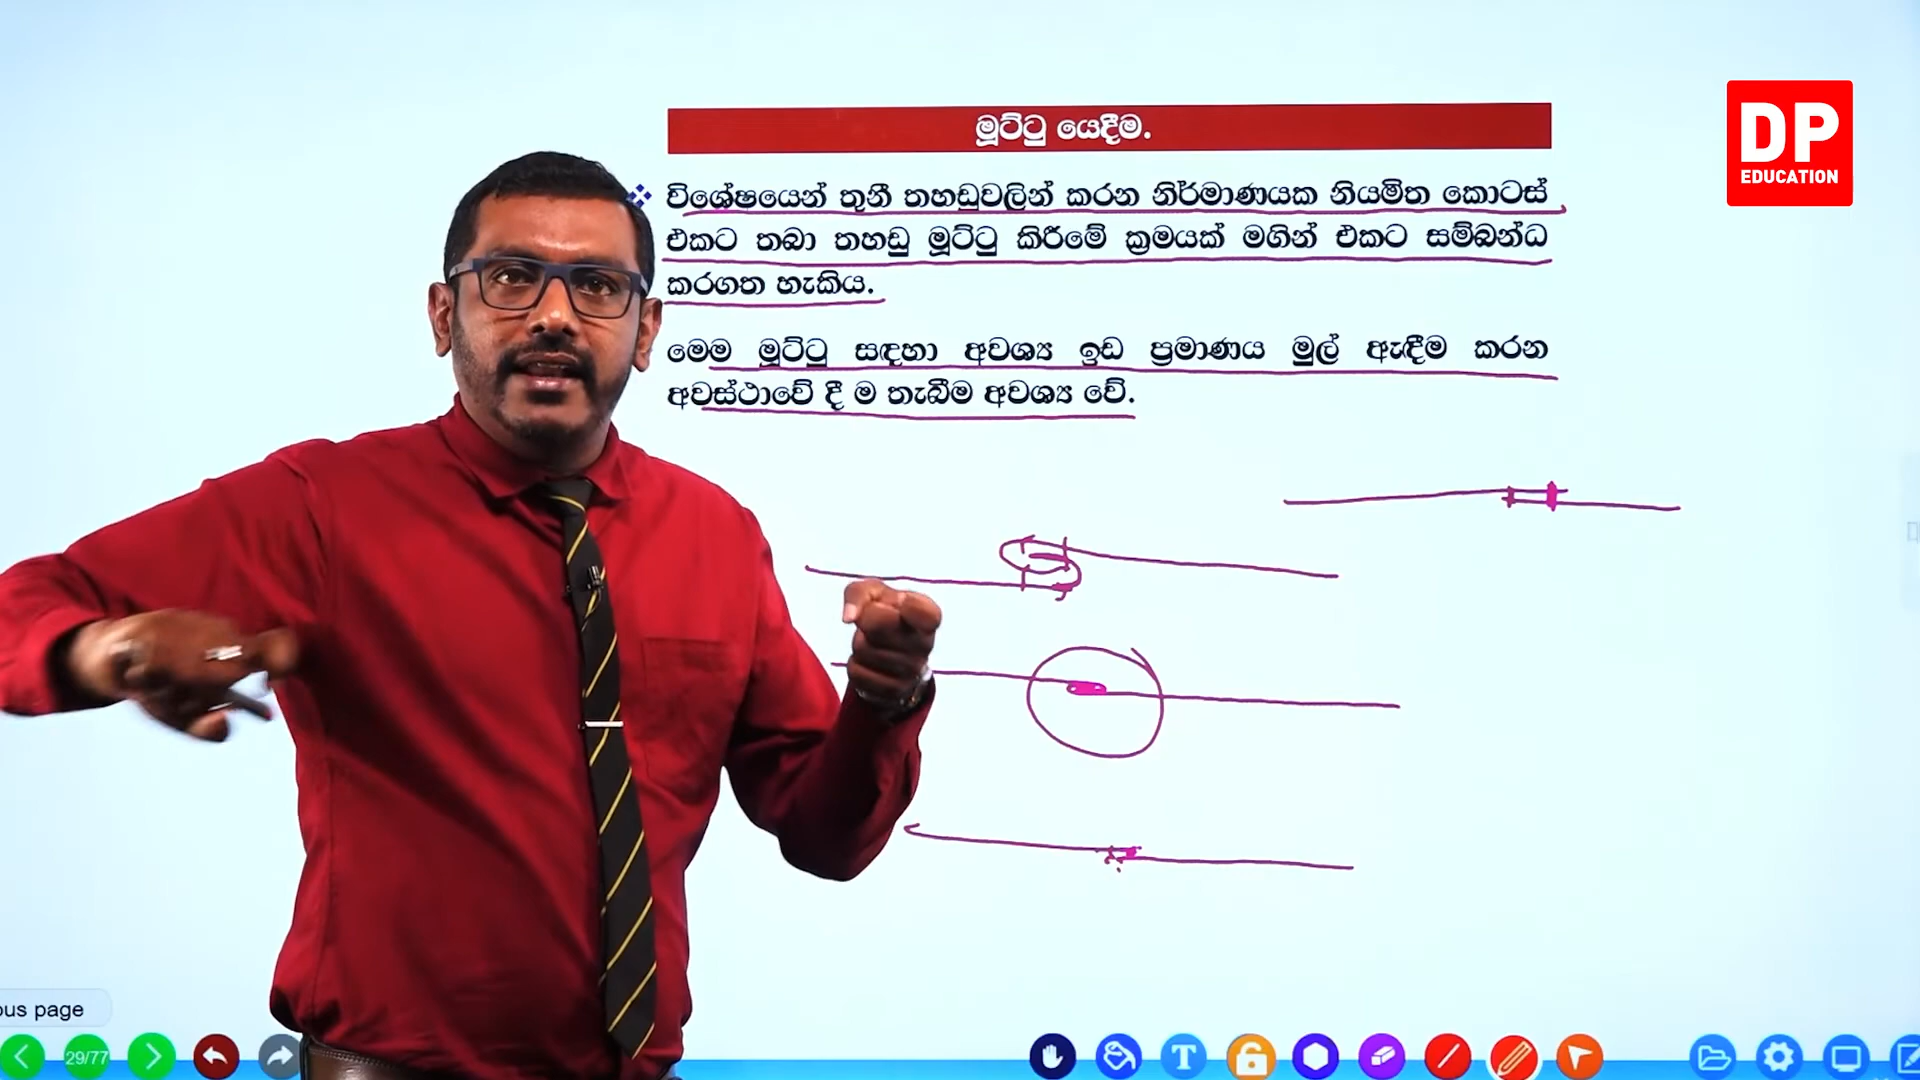 මූට්ටු යෙදීම.
DP
EDUCATION
❖ විශේෂයෙන් තුනී තහඩුවලින් කරන නිර්මාණයක නියමිත කොටස්
එකට තබා තහඩු මූට්ටු කිරීමේ ක්‍රමයක් මගින් එකට සම්බන්ධ
කරගත හැකිය.
මෙම මූට්ටු සඳහා අවශ්‍ය ඉඩ ප්‍රමාණය මුල් ඇඳීම කරන
අවස්ථාවේ දී ම තැබීම අවශ්‍ය වේ.
ous page
29/77
T